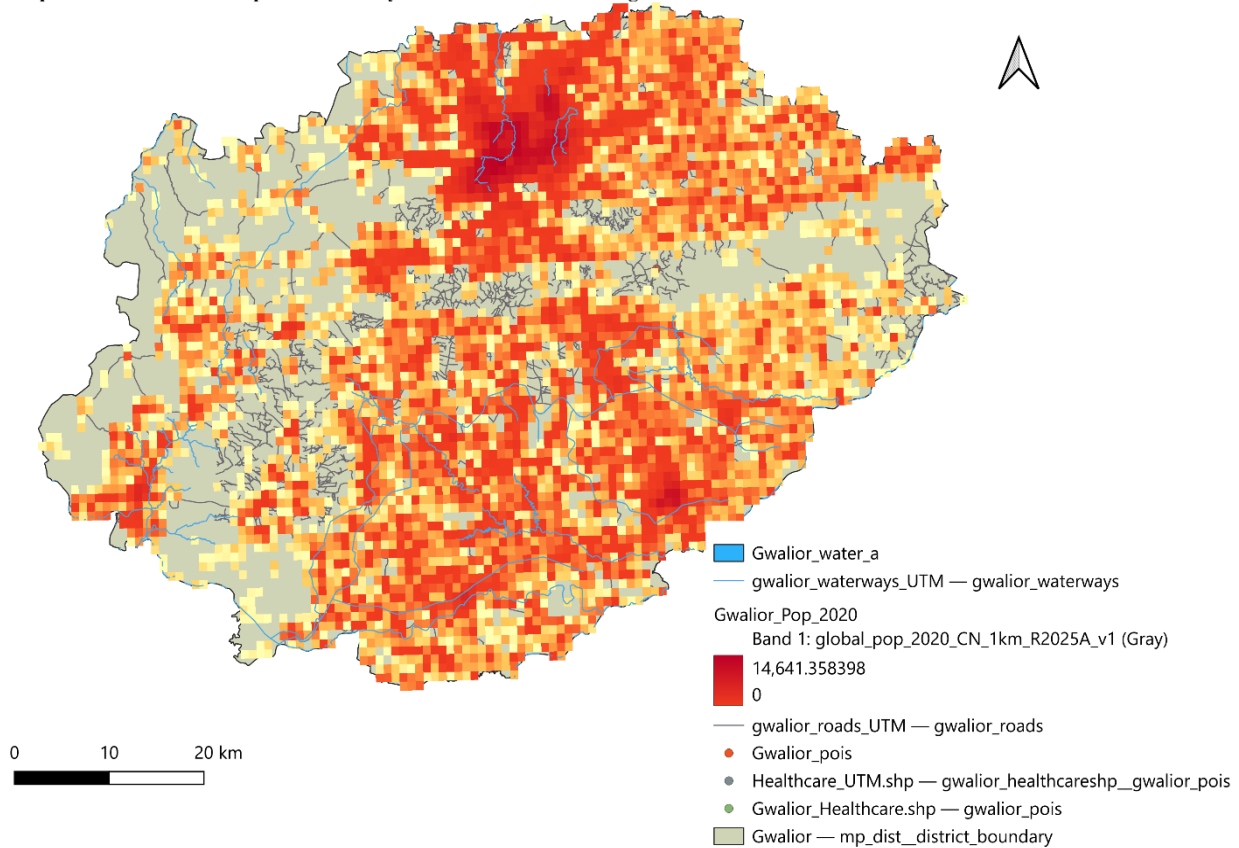 Gwalior_water_a
gwalior_waterways_UTM — gwalior_waterways
Gwalior_Pop_2020
Band 1: global_pop_2020_CN_1km_R2025A_v1 (Gray)
14,641.358398
0
gwalior_roads_UTM — gwalior_roads
Gwalior_pois
Healthcare_UTM.shp — gwalior_healthcareshp__gwalior_pois
Gwalior_Healthcare.shp — gwalior_pois
Gwalior — mp_dist__district_boundary
0 10 20 km